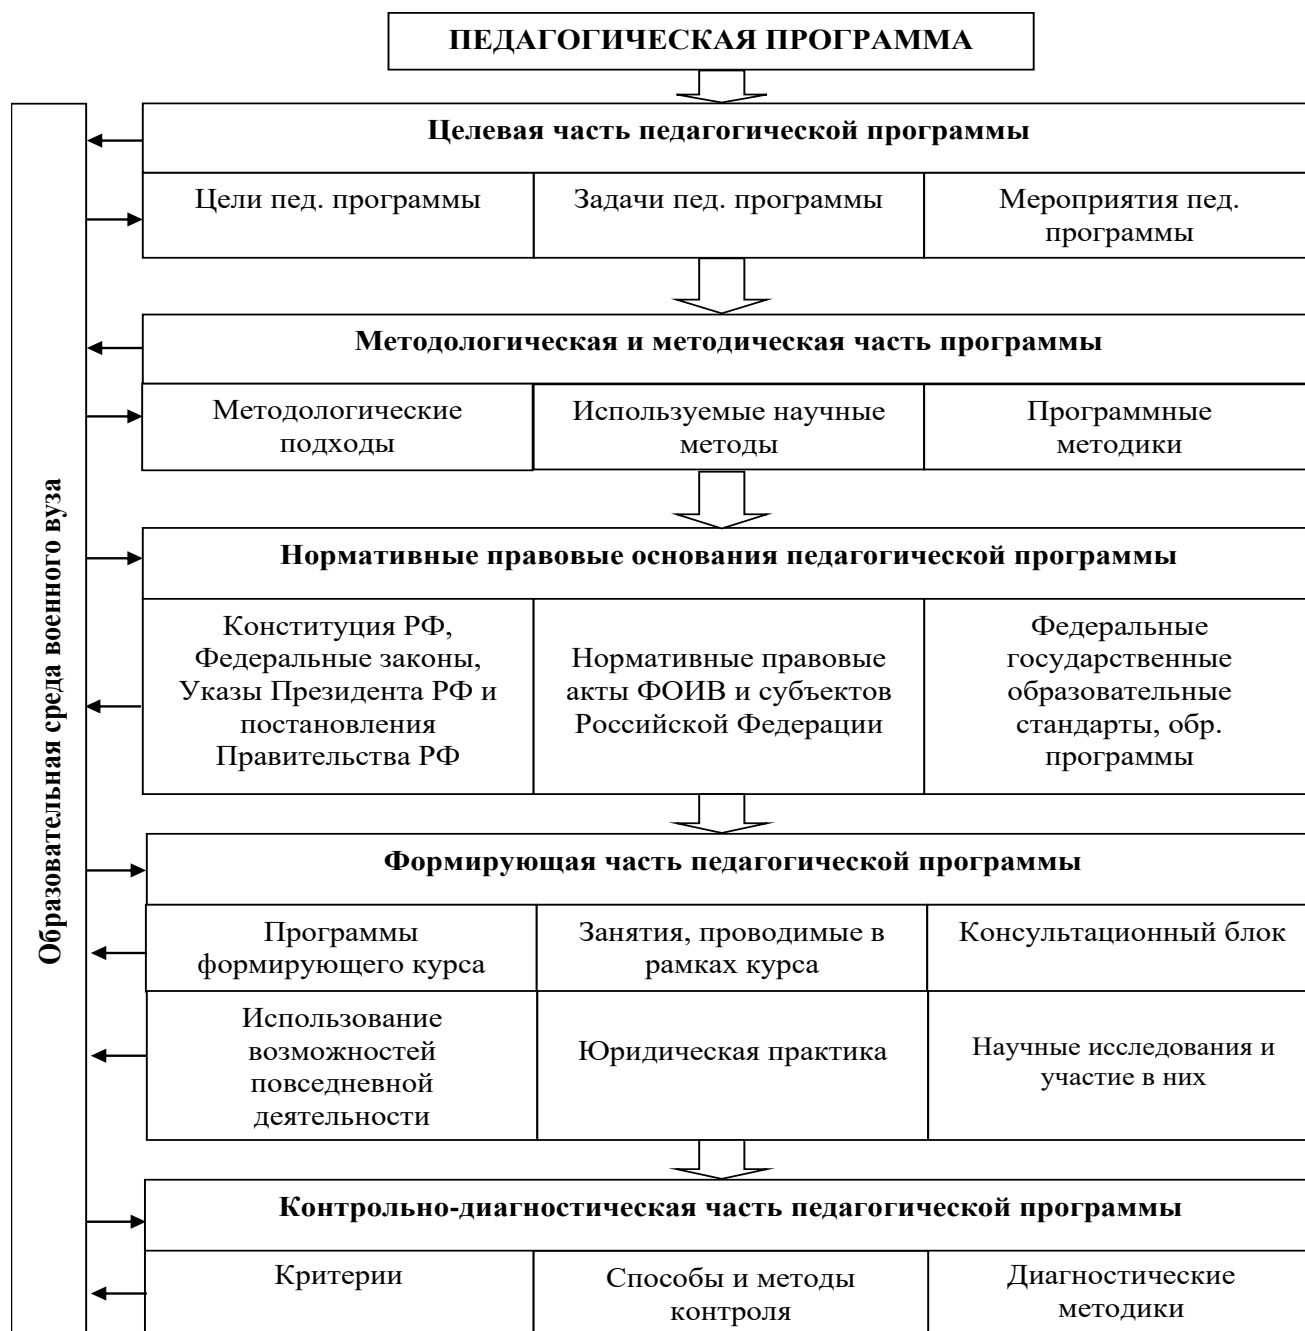 ПЕДАГОГИЧЕСКАЯ ПРОГРАММА
Образовательная среда военного вуза
Целевая часть педагогической программы
Цели пед. программы
Задачи пед. программы
Мероприятия пед.
программы
Методологическая и методическая часть программы
Методологические
подходы
Используемые научные
методы
Программные
методики
Нормативные правовые основания педагогической программы
Конституция РФ,
Федеральные законы,
Указы Президента РФ и
постановления
Правительства РФ
Нормативные правовые
акты ФОИВ и субъектов
Российской Федерации
Федеральные
государственные
образовательные
стандарты, обр.
программы
Формирующая часть педагогической программы
Программы
формирующего курса
Занятия, проводимые в
рамках курса
Консультационный блок
Использование
возможностей
повседневной
деятельности
Юридическая практика
Научные исследования и
участие в них
Контрольно-диагностическая часть педагогической программы
Критерии
Способы и методы
контроля
Диагностические
методики